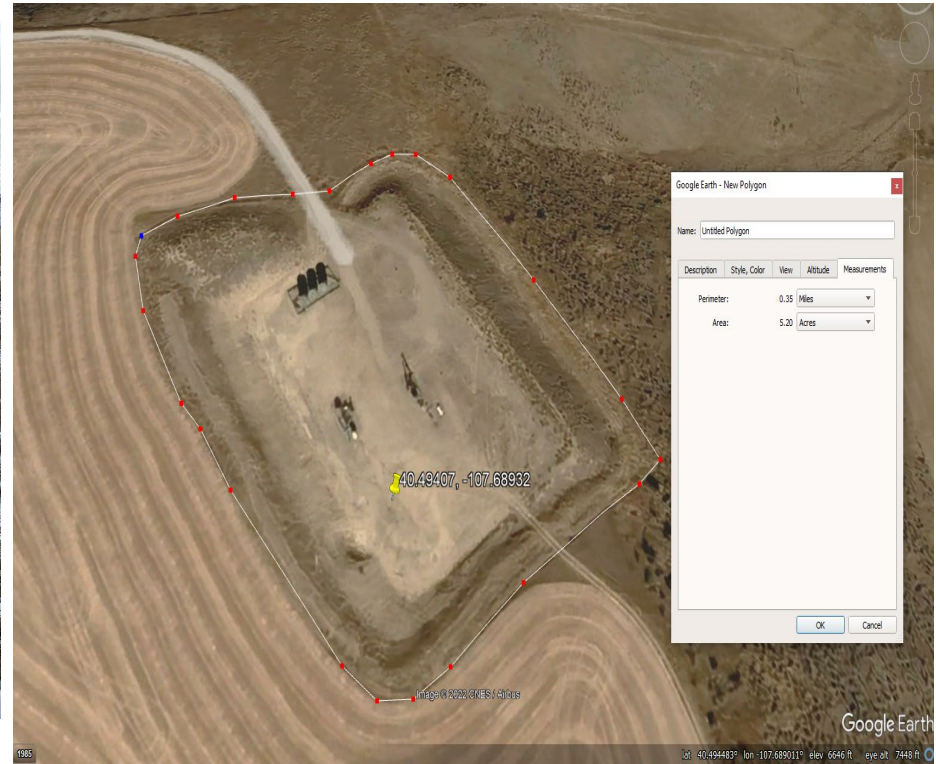 Google Earth - New Polygon
x
Name: Untitled Polygon
Description Style, Color View Altitude Measurements
Perimeter: 0.35 Miles
Area: 5.20 Acres
40.49407, -107.68932
OK Cancel
Image © 2022 CNES / Airbus
Google Earth
1985
lat 40.494483° lon -107.689011° elev 6646 ft eye alt 7448 ft